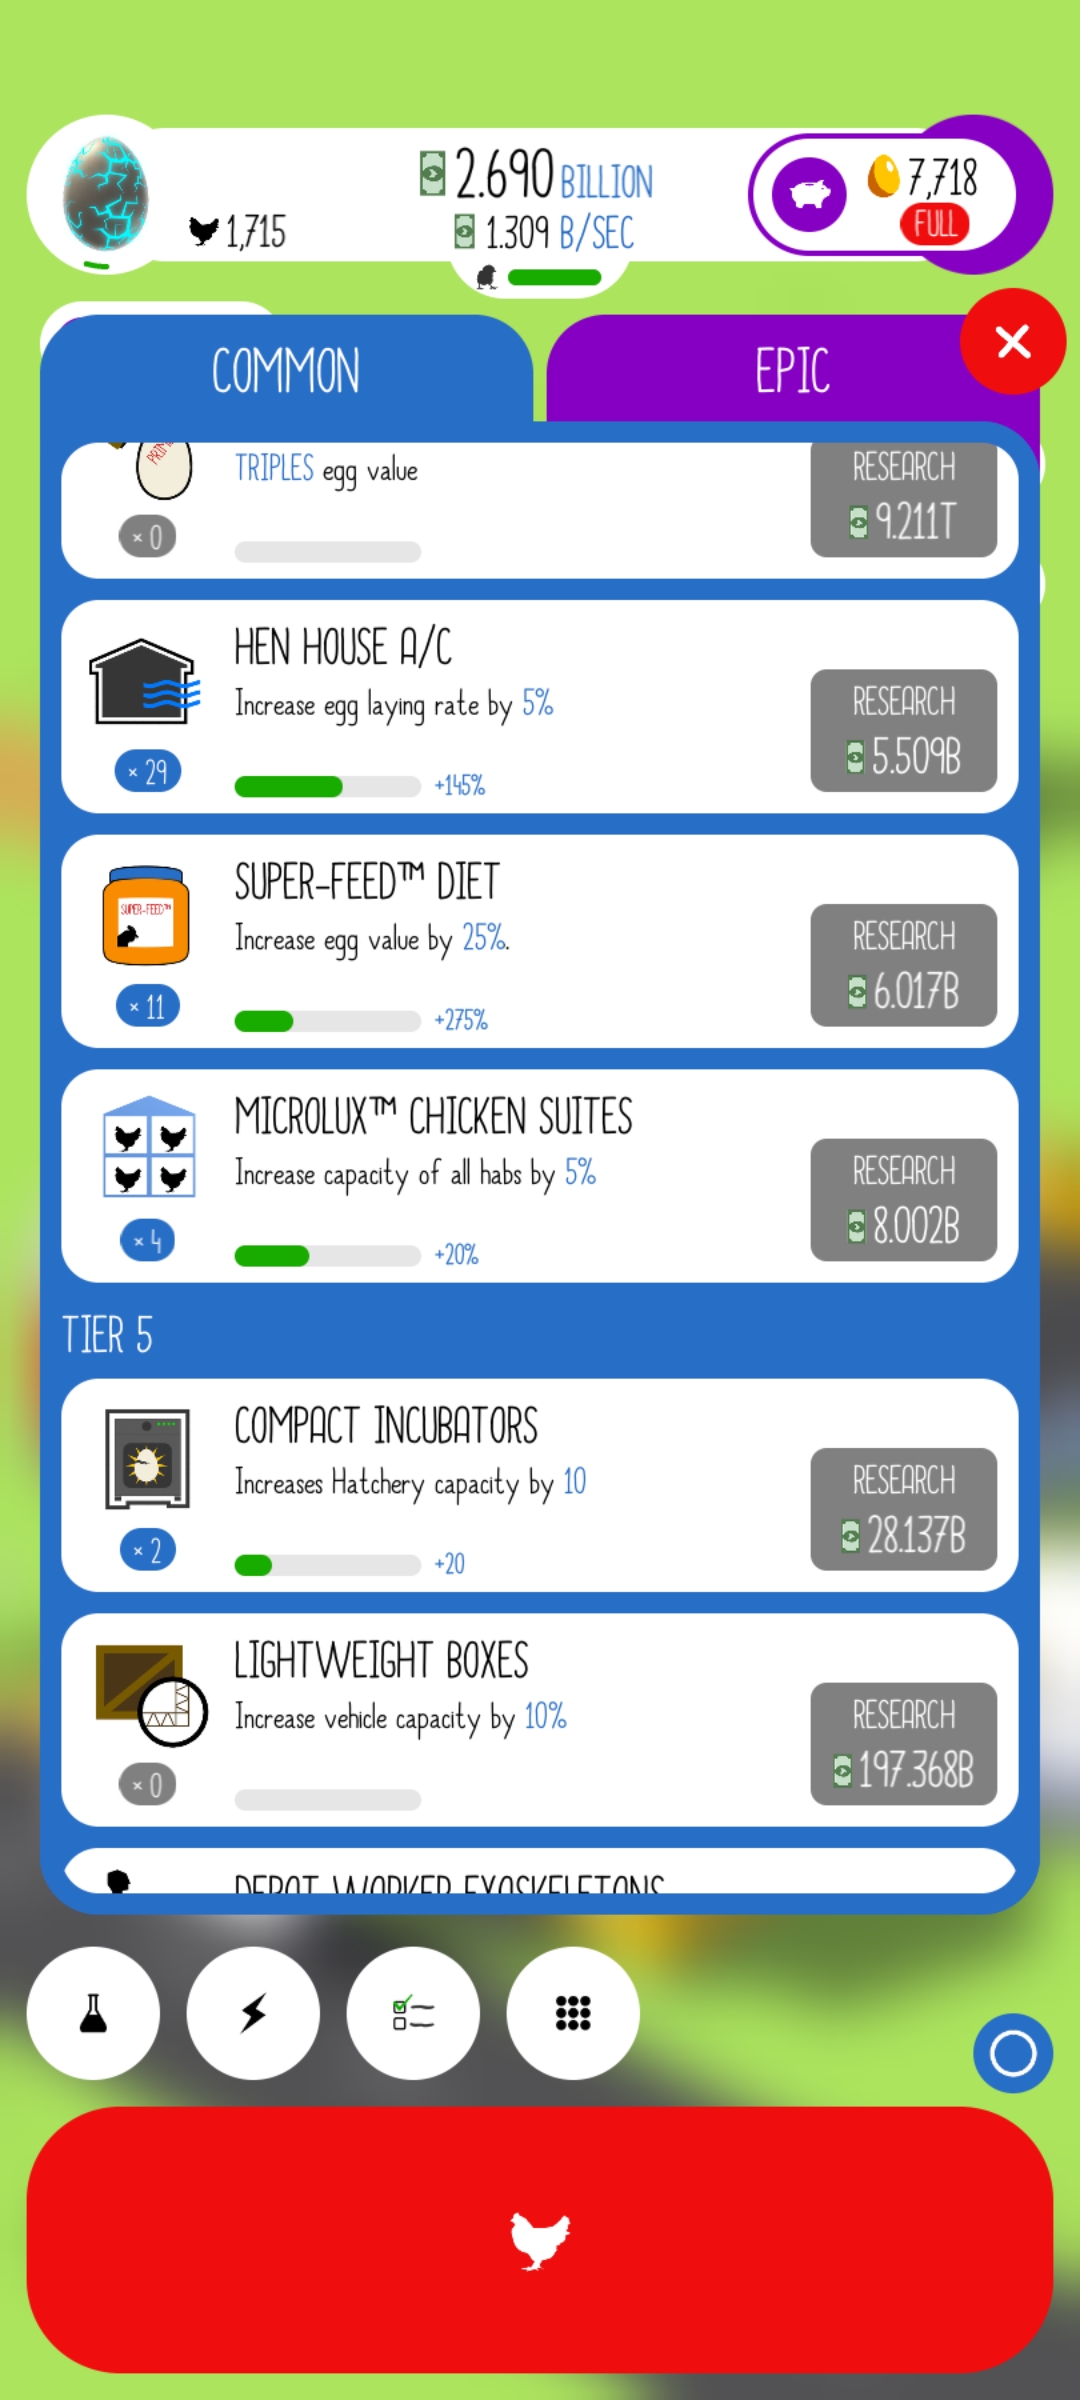 2.690 BILLION
7,718
1,715
1.309 B/SEC
FULL
COMMON
EPIC
TRIPLES egg value
RESEARCH
9.211T
× 0
HEN HOUSE A/C
Increase egg laying rate by 5%
RESEARCH
5.509B
× 29
+145%
SUPER-FEED™ DIET
SUPER-FEED™
Increase egg value by 25%.
RESEARCH
6.017B
× 11
+275%
MICROLUX™ CHICKEN SUITES
Increase capacity of all habs by 5%
RESEARCH
8.002B
× 4
+20%
TIER 5
COMPACT INCUBATORS
Increases Hatchery capacity by 10
RESEARCH
28.137B
× 2
+20
LIGHTWEIGHT BOXES
Increase vehicle capacity by 10%
RESEARCH
197.368B
× 0
DEPOT WORKER EXOSKELETONS